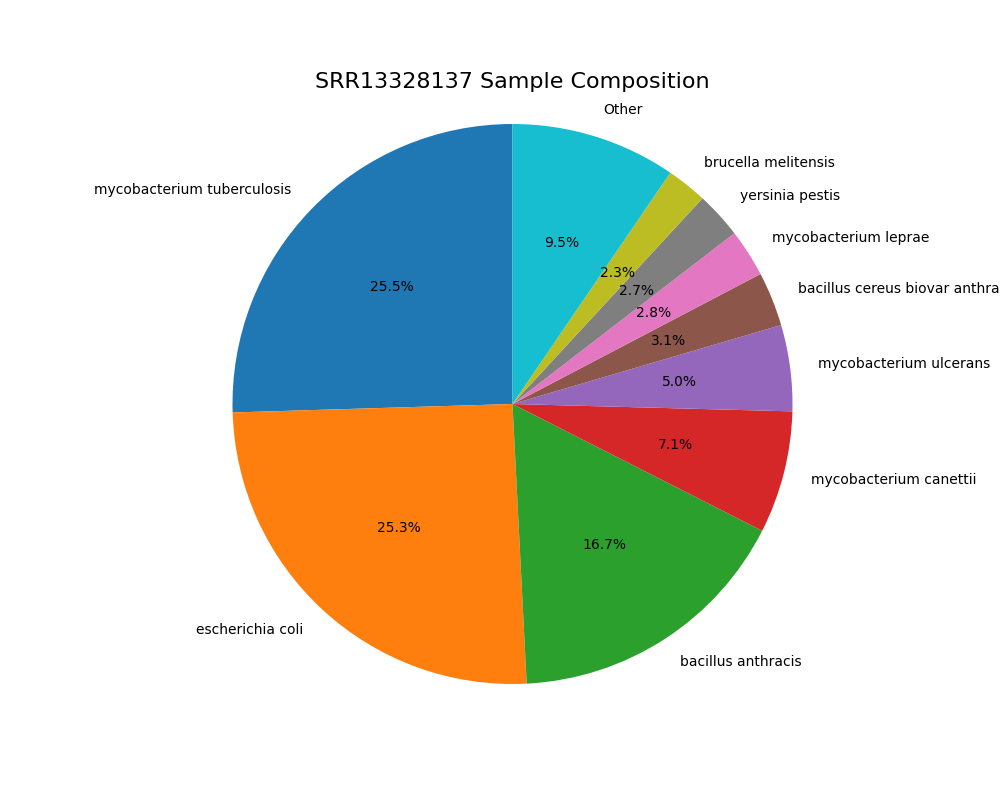 SRR13328137 Sample Composition
Other
brucella melitensis
yersinia pestis
mycobacterium leprae
bacillus cereus biovar anthra
mycobacterium ulcerans
mycobacterium canettii
bacillus anthracis
escherichia coli
mycobacterium tuberculosis
9.5%
2.3%
2.7%
2.8%
3.1%
5.0%
7.1%
16.7%
25.3%
25.5%